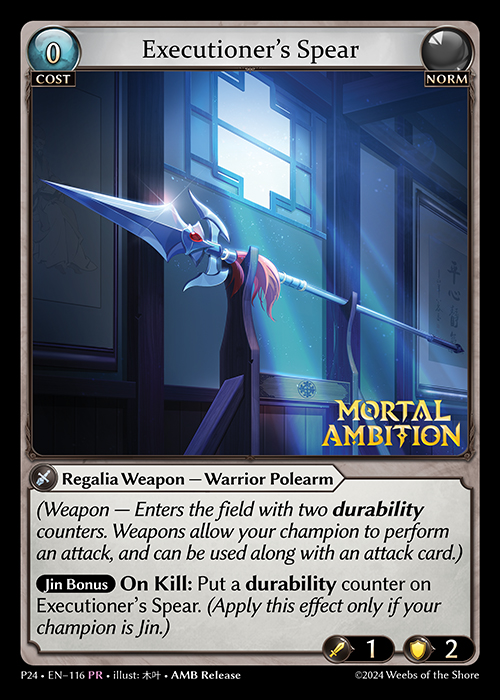 0
Executioner's Spear
COST
NORM
MORTAL
AMBITION
Regalia Weapon — Warrior Polearm
(Weapon — Enters the field with two durability
counters. Weapons allow your champion to perform
an attack, and can be used along with an attack card.)
Jin Bonus On Kill: Put a durability counter on
Executioner's Spear. (Apply this effect only if your
champion is Jin.)
1
2
P24 • EN-116 PR • illust: 木叶 • AMB Release
©2024 Weebs of the Shore